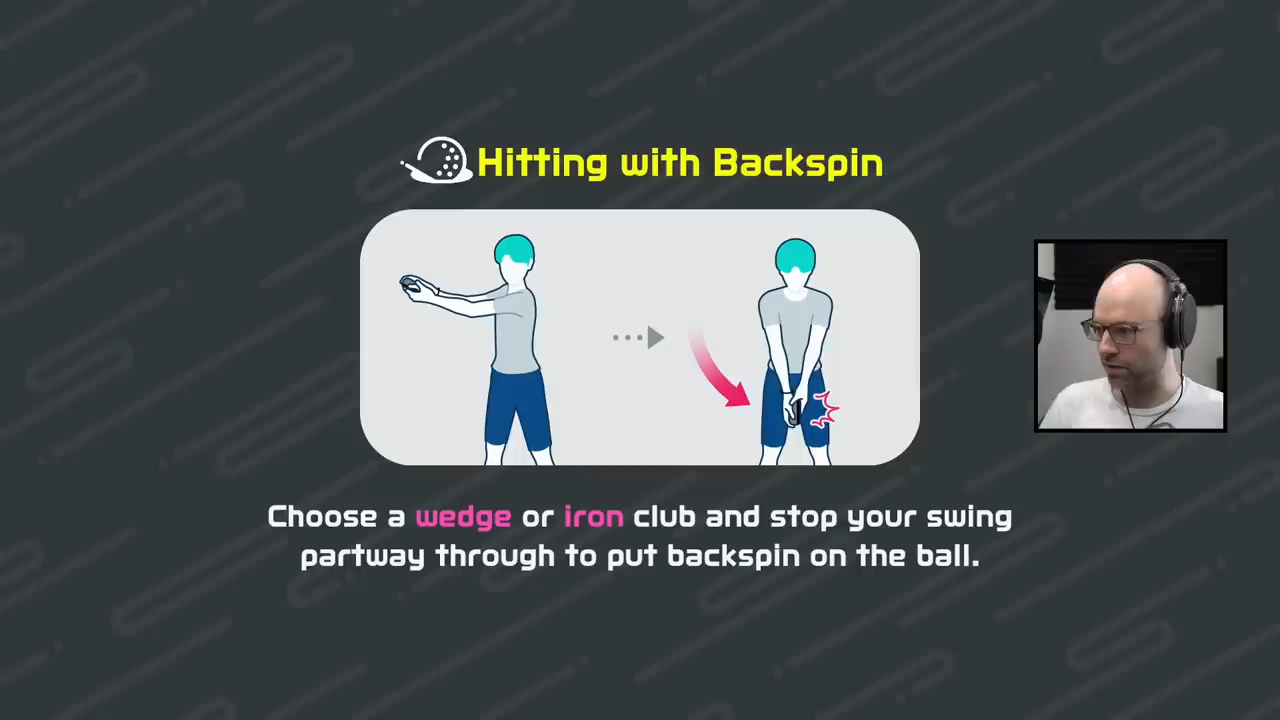 Hitting with Backspin
Choose a wedge or iron club and stop your swing
partway through to put backspin on the ball.